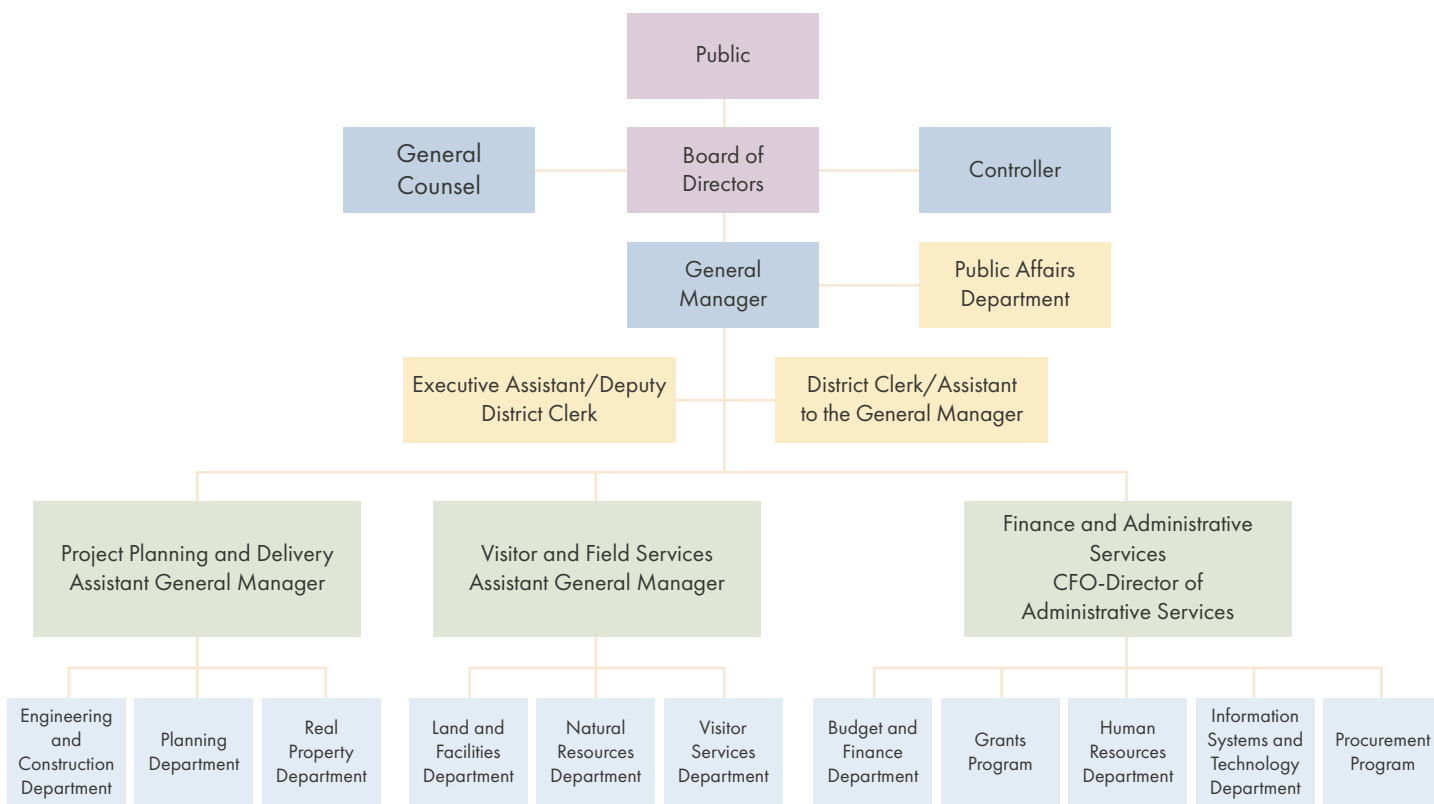 Public
General
Counsel
Board of
Directors
Controller
General
Manager
Public Affairs
Department
Executive Assistant/Deputy
District Clerk
District Clerk/Assistant
to the General Manager
Project Planning and Delivery
Assistant General Manager
Visitor and Field Services
Assistant General Manager
Finance and Administrative
Services
CFO-Director of
Administrative Services
Engineering
and
Construction
Department
Planning
Department
Real
Property
Department
Land and
Facilities
Department
Natural
Resources
Department
Visitor
Services
Department
Budget and
Finance
Department
Grants
Program
Human
Resources
Department
Information
Systems and
Technology
Department
Procurement
Program